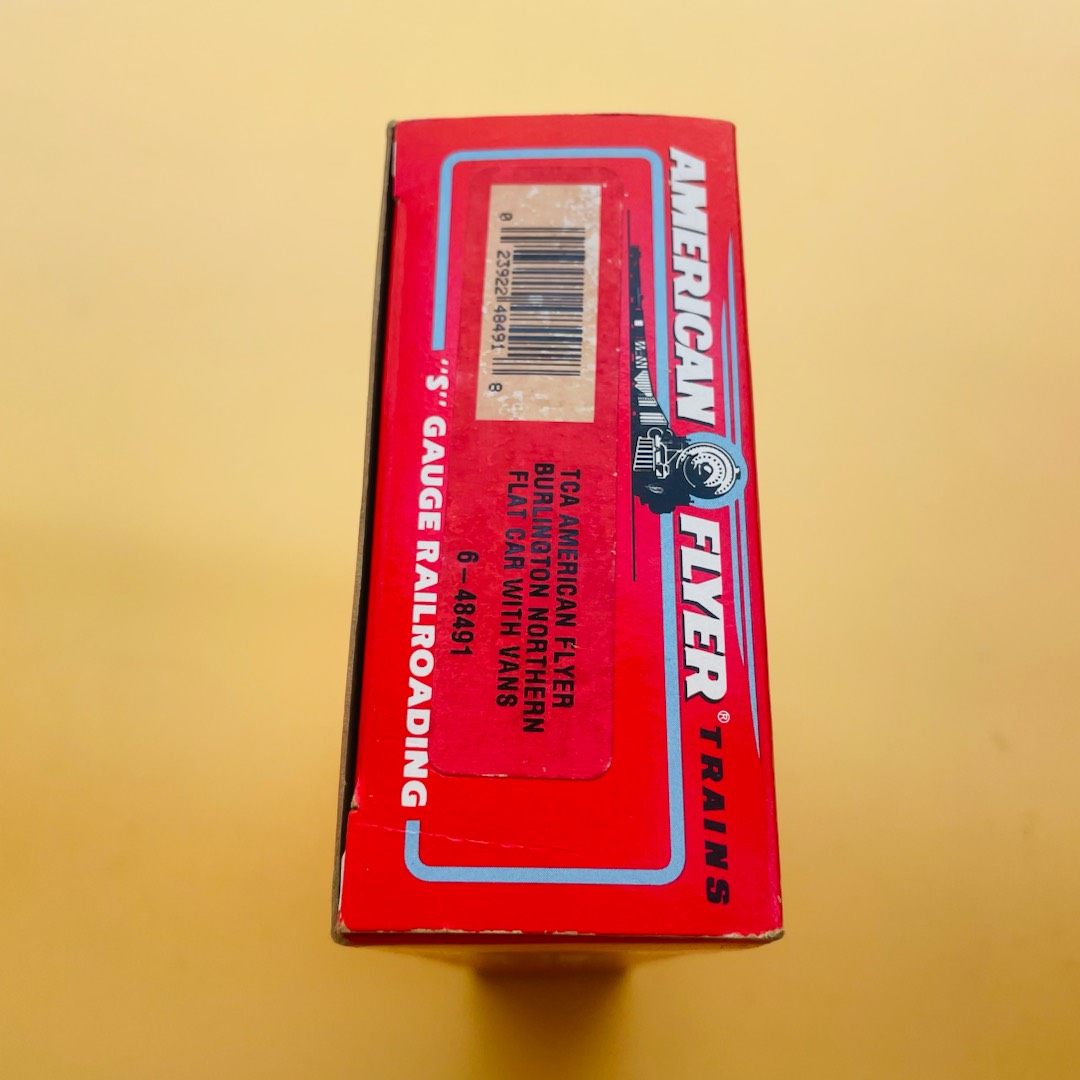 AMERICAN FLYER® TRAINS
0 23922 48491 8
TCA AMERICAN FLYER
BURLINGTON NORTHERN
FLAT CAR WITH VANS
6-48491
"S" GAUGE RAILROADING